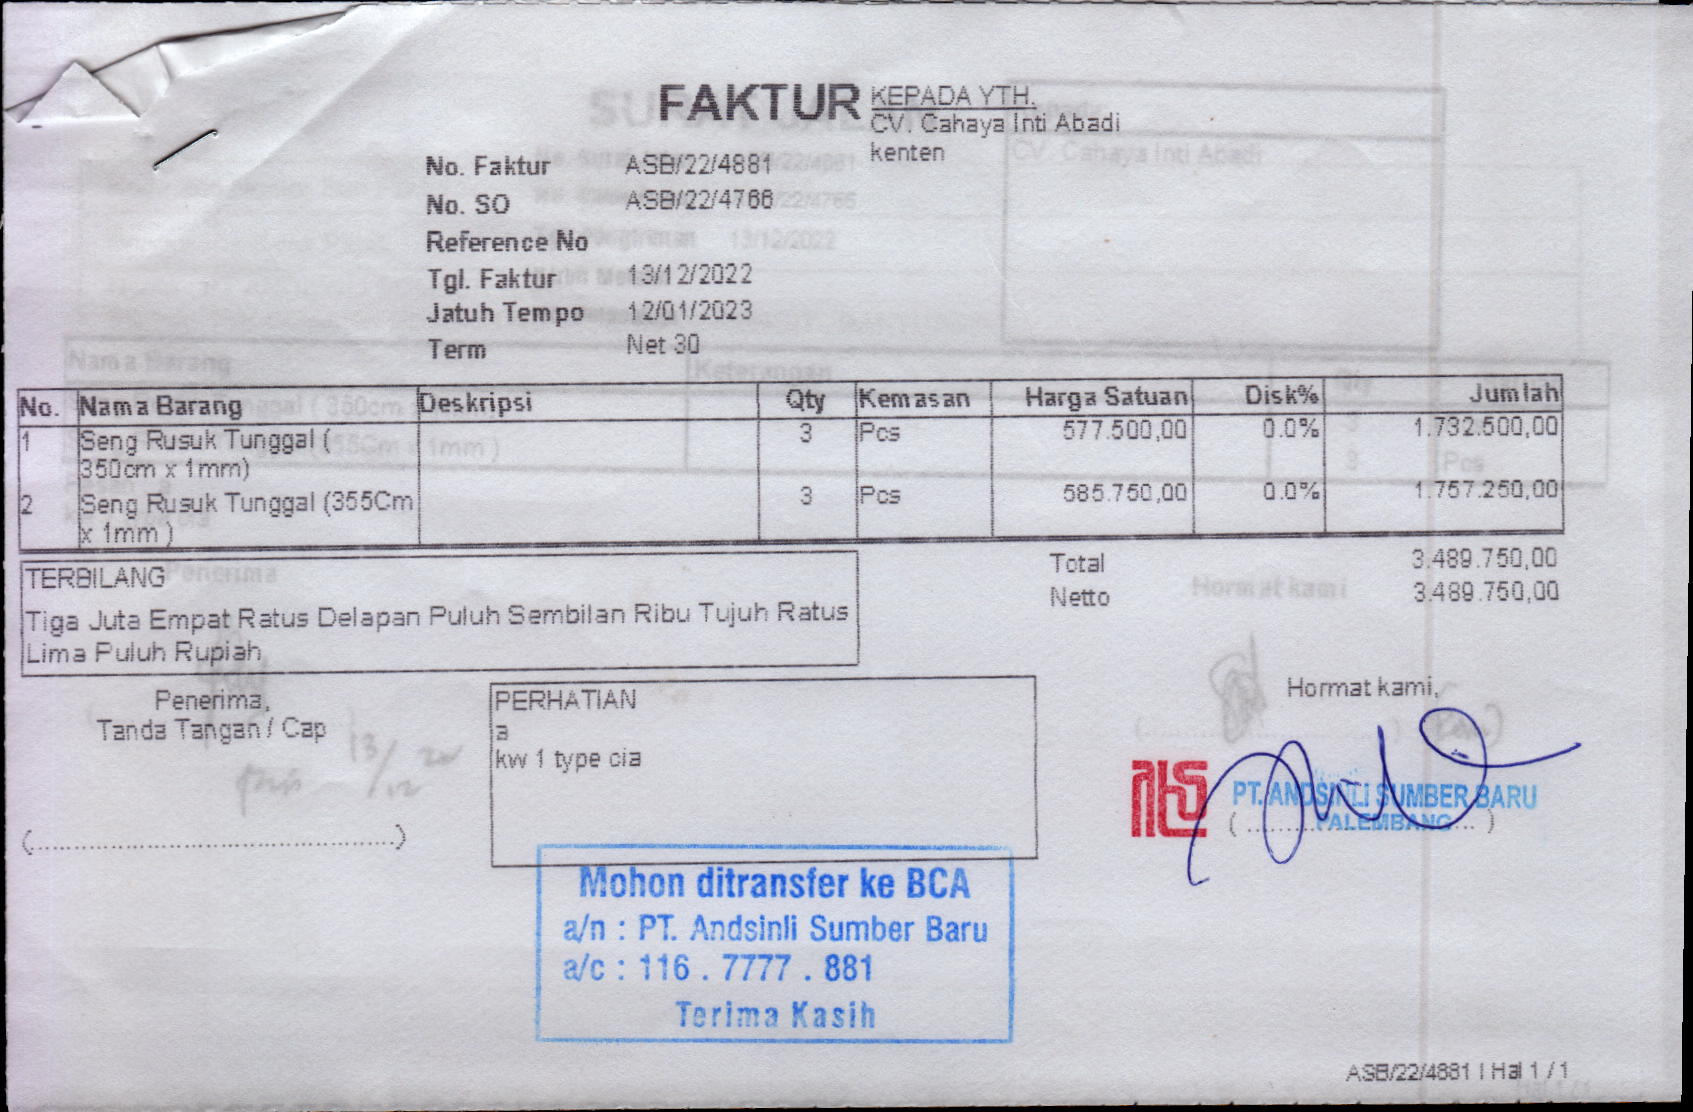 FAKTUR
KEPADA YTH.
CV. Cahaya Inti Abadi
kenten
No. Faktur ASB/22/4881
No. SO ASB/22/4766
Reference No
Tgl. Faktur 13/12/2022
Jatuh Tempo 12/01/2023
Term Net 30
No. Nama Barang Deskripsi Qty Kemasan Harga Satuan Disk% Jumlah
1 Seng Rusuk Tunggal ( 3 Pcs 577.500,00 0.0% 1.732.500,00
350cm x 1mm)
2 Seng Rusuk Tunggal (355Cm 3 Pcs 585.750,00 0.0% 1.757.250,00
x 1mm )
Total 3.489.750,00
Netto 3.489.750,00
TERBILANG
Tiga Juta Empat Ratus Delapan Puluh Sembilan Ribu Tujuh Ratus
Lima Puluh Rupiah
Penerima,
Tanda Tangan / Cap
(....................................................)
PERHATIAN
a
kw 1 type cia
Hormat kami,
PT. ANDSINLI SUMBER BARU
PALEMBANG
Mohon ditransfer ke BCA
a/n : PT. Andsinli Sumber Baru
a/c : 116 . 7777 . 881
Terima Kasih
ASB/22/4881 | Hal 1 / 1